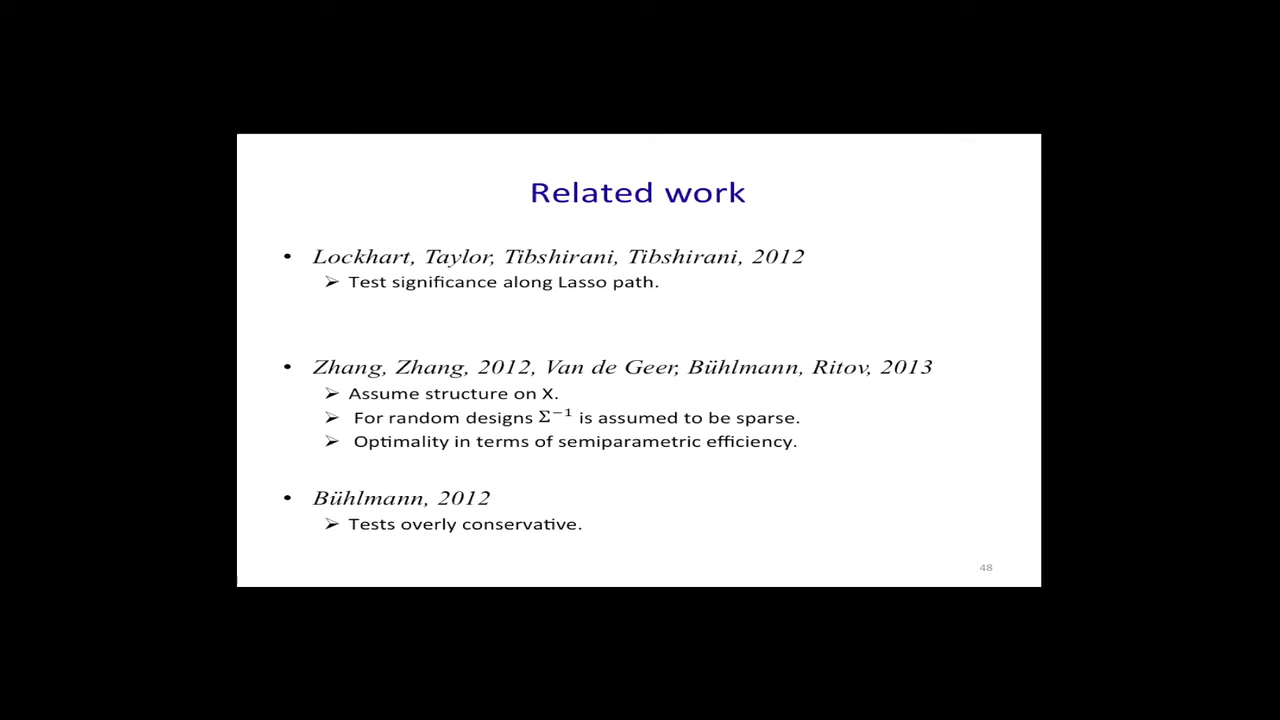 Related work
• Lockhart, Taylor, Tibshirani, Tibshirani, 2012
➢ Test significance along Lasso path.
• Zhang, Zhang, 2012, Van de Geer, Bühlmann, Ritov, 2013
➢ Assume structure on X.
➢ For random designs Σ⁻¹ is assumed to be sparse.
➢ Optimality in terms of semiparametric efficiency.
• Bühlmann, 2012
➢ Tests overly conservative.
48